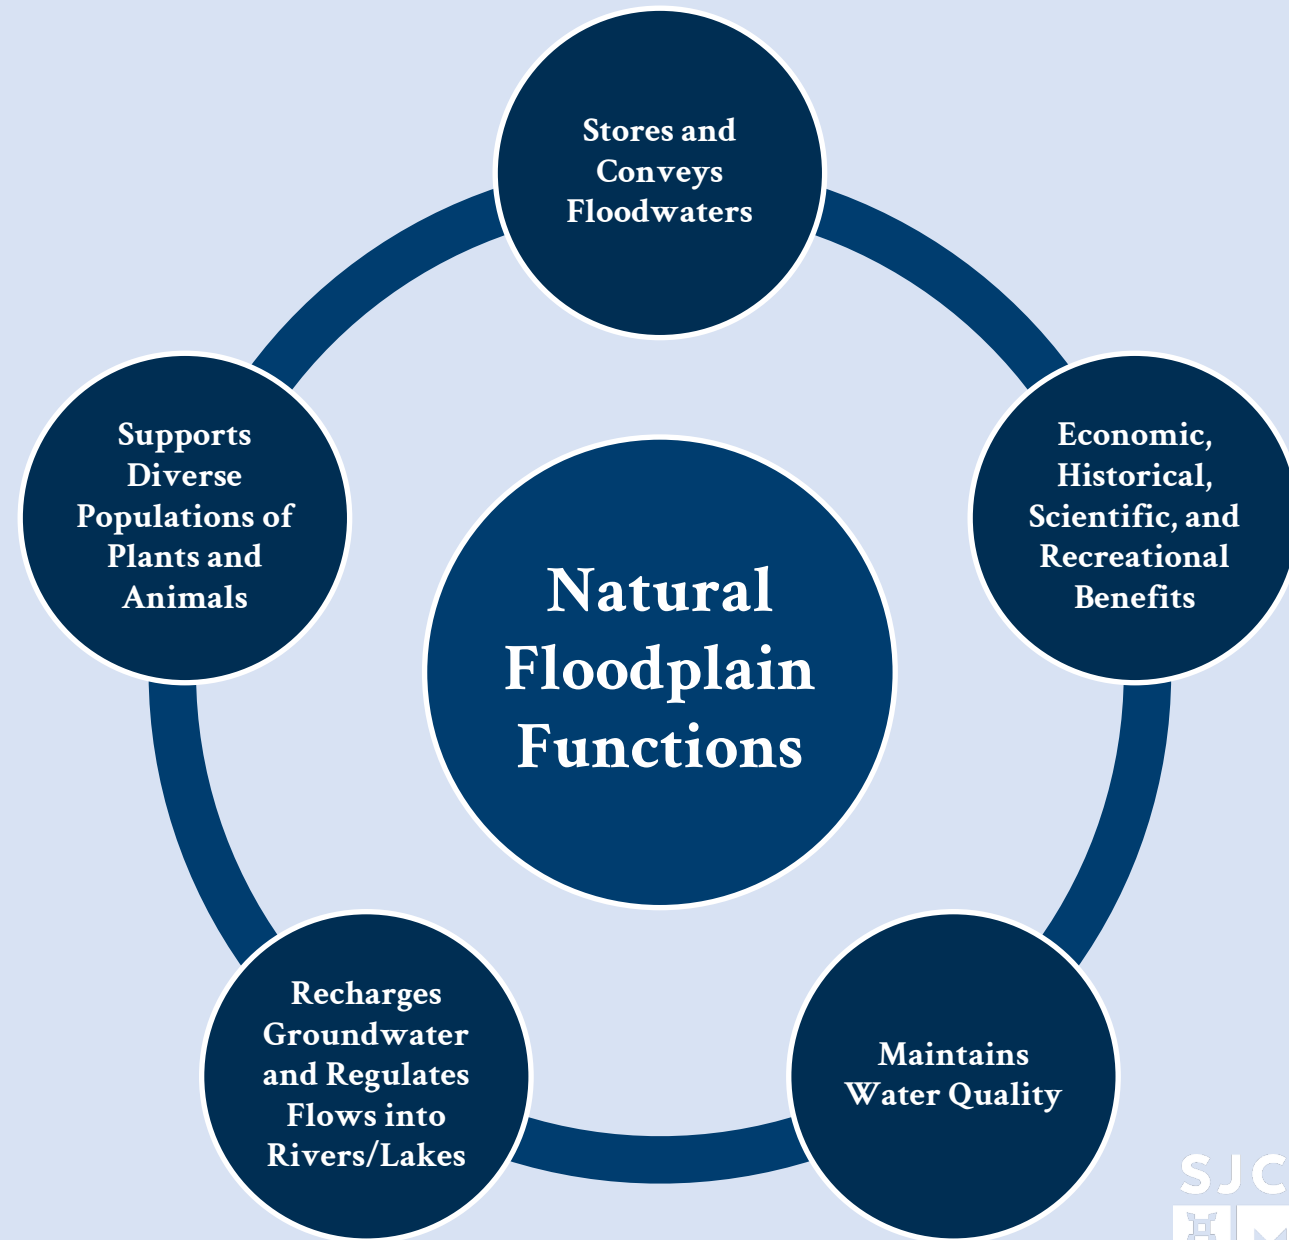 Stores and
Conveys
Floodwaters
Economic,
Historical,
Scientific, and
Recreational
Benefits
Maintains
Water Quality
Recharges
Groundwater
and Regulates
Flows into
Rivers/Lakes
Supports
Diverse
Populations of
Plants and
Animals
Natural
Floodplain
Functions
SJC